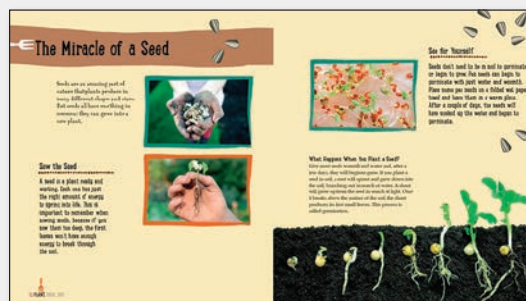 The Miracle of a Seed
Seeds are an amazing part of
nature that plants produce in
many different shapes and sizes.
But seeds all have one thing in
common: they can grow into a
new plant.
Sow the Seed
A seed is a plant ready and
waiting. Each one has just
the right amount of energy
to spring into life. This is
important to remember when
sowing seeds, because if you
sow them too deep, the first
leaves won't have enough
energy to break through
the soil.
See for Yourself
Seeds don't need to be in soil to germinate
or begin to grow. Pea seeds can begin to
germinate with just water and warmth.
Place some pea seeds on a folded wet paper
towel and leave them in a warm place.
After a couple of days, the seeds will
have soaked up the water and begun to
germinate.
What Happens When You Plant a Seed?
Give most seeds warmth and water and, after a
few days, they will begin to grow. If you plant a
seed in soil, a root will sprout and grow down into
the soil, branching out in search of water. A shoot
will grow up from the seed in search of light. Once
it breaks above the surface of the soil, the shoot
produces its first small leaves. This process is
called germination.